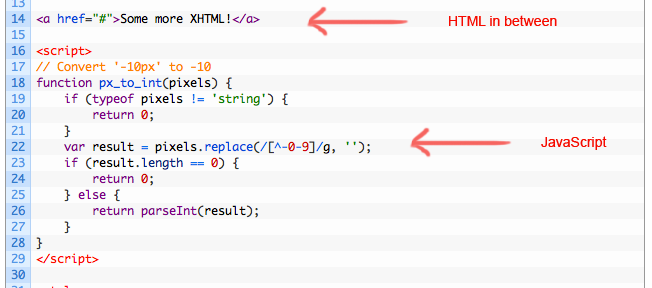 13
14 <a href="#">Some more XHTML!</a> HTML in between
15
16 <script>
17 // Convert '-10px' to -10
18 function px_to_int(pixels) {
19     if (typeof pixels != 'string') {
20         return 0;
21     }
22     var result = pixels.replace(/[^-0-9]/g, ''); JavaScript
23     if (result.length == 0) {
24         return 0;
25     } else {
26         return parseInt(result);
27     }
28 }
29 </script>
30